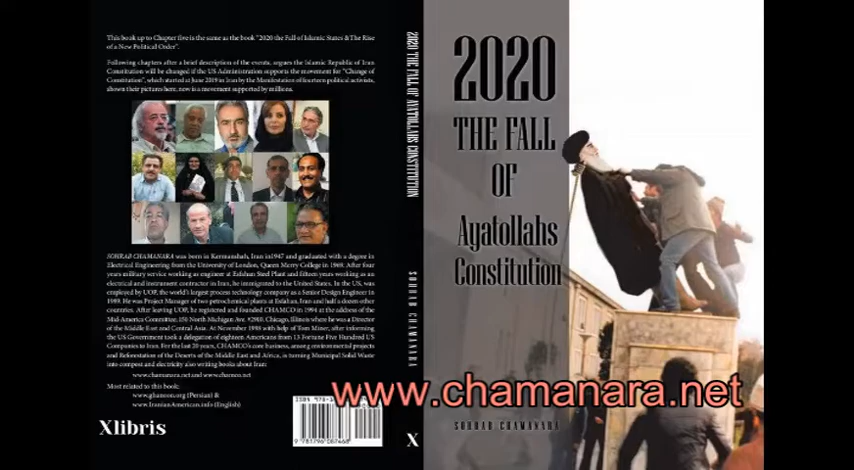 This book up to Chapter five is the same as the book "2020 the Fall of Islamic States &The Rise
of a New Political Order".
Following chapters after a brief description of the events, argues the Islamic Republic of Iran
Constitution will be changed if the US Administration supports the movement for "Change of
Constitution", which started at June 2019 in Iran by the Manifestation of fourteen political activists,
shown their pictures here, now is a movement supported by millions.
SOHRAB CHAMANARA was born in Kermanshah, Iran in1947 and graduated with a degree in
Electrical Engineering from the University of London, Queen Merry College in 1969. After four
years military service working as engineer at Esfahan Steel Plant and fifteen years working as an
electrical and instrument contractor in Iran, he immigrated to the United States. In the US, was
employed by UOP, the world's largest process technology company as a Senior Design Engineer in
1989. He was Project Manager of two petrochemical plants at Esfahan, Iran and half a dozen other
countries. After leaving UOP, he registered and founded CHAMCO in 1994 at the address of the
Mid-America Committee, 150 North Michigan Ave. #2910, Chicago, Illinois where he was a Director
of the Middle East and Central Asia. At November 1998 with help of Tom Miner, after informing
the US Government took a delegation of eighteen Americans from 13 Fortune Five Hundred US
Companies to Iran. For the last 20 years, CHAMCO's core business, among environmental projects
and Reforestation of the Deserts of the Middle East and Africa, is turning Municipal Solid Waste
into compost and electricity also writing books about Iran:
www.chamanara.net and www.chamco.net
Most related to this book:
www.ghanoon.org (Persian) &
www.IranianAmerican.info (English)
Xlibris
ISBN 978-1
9 781796 087468
2020 THE FALL OF AYATOLLAHS CONSTITUTION
SOHRAB CHAMANARA
X
2020
THE FALL
OF
Ayatollahs
Constitution
SOHRAB CHAMANARA
www.chamanara.net